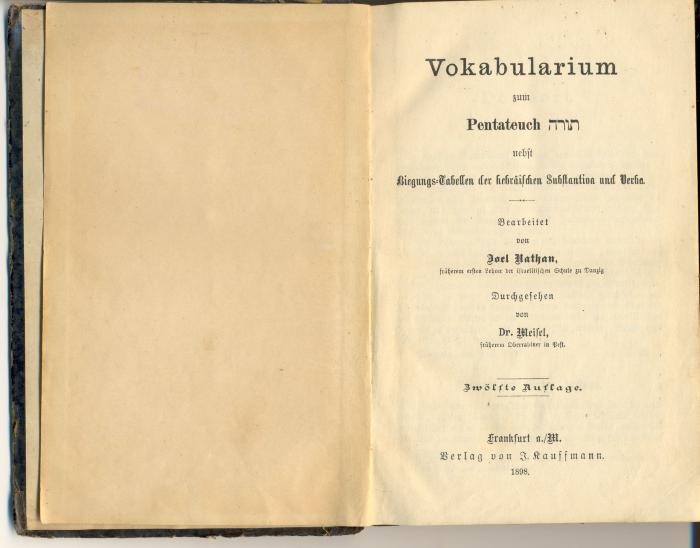 Vokabularium
zum
Pentateuch תורה
nebst
Biegungs-Tabellen der hebräischen Substantiva und Verba.
Bearbeitet
von
Joel Nathan,
früherem ersten Lehrer der israelitischen Schule zu Danzig
Durchgesehen
von
Dr. Meisel,
früherem Oberrabiner in Pest.
Zwölfte Auflage.
Frankfurt a./M.
Verlag von J. Kauffmann.
1898.